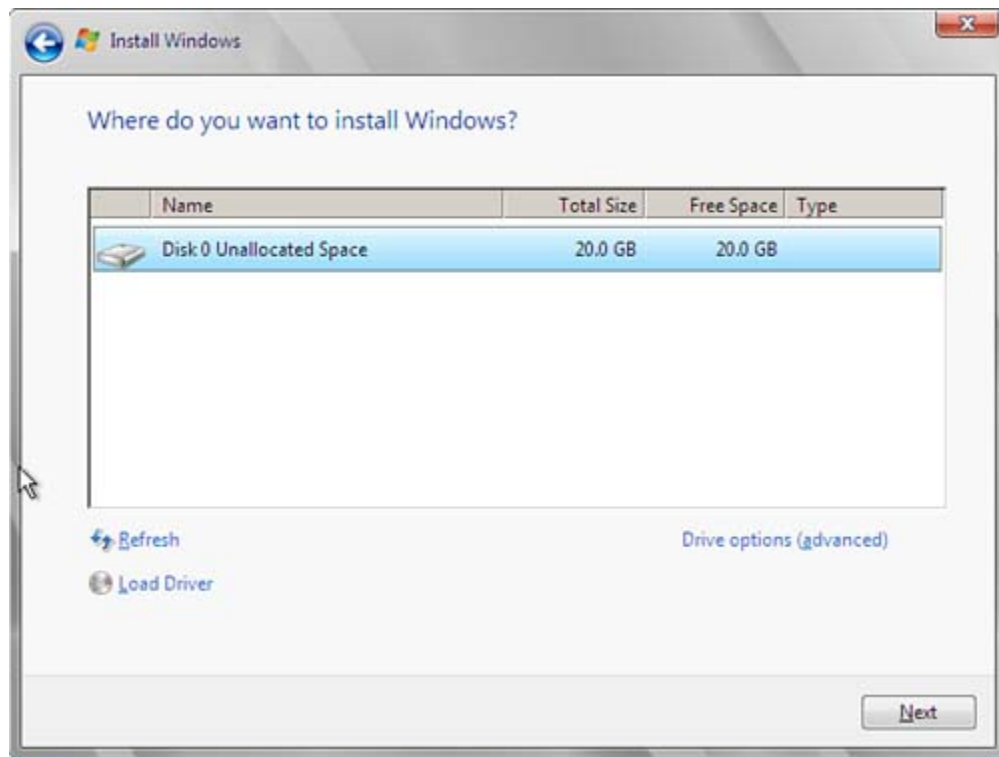 Install Windows
Where do you want to install Windows?
Name Total Size Free Space Type
Disk 0 Unallocated Space 20.0 GB 20.0 GB
Refresh Drive options (advanced)
Load Driver
Next